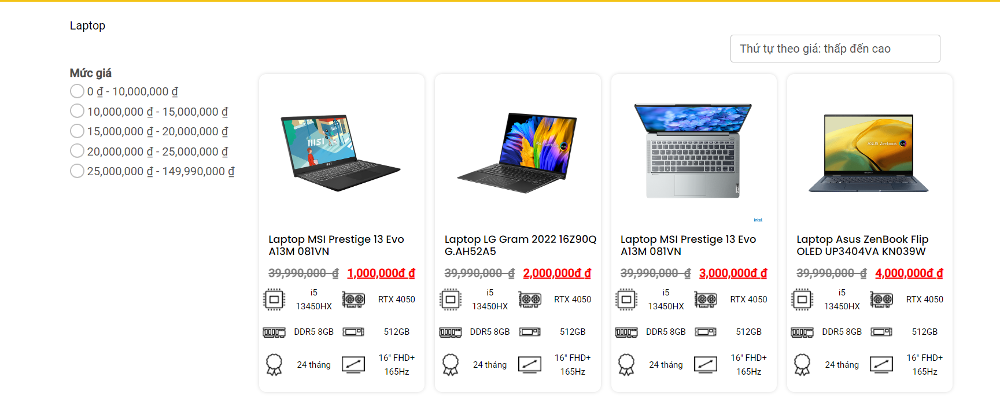 Laptop
Thứ tự theo giá: thấp đến cao
Mức giá
0 ₫ - 10,000,000 ₫
10,000,000 ₫ - 15,000,000 ₫
15,000,000 ₫ - 20,000,000 ₫
20,000,000 ₫ - 25,000,000 ₫
25,000,000 ₫ - 149,990,000 ₫
msi
Laptop MSI Prestige 13 Evo
A13M 081VN
39,990,000 ₫ 1,000,000đ ₫
i5
13450HX
RTX 4050
DDR5 8GB
512GB
24 tháng
16" FHD+
165Hz
ASUS Zenbook
Laptop LG Gram 2022 16Z90Q
G.AH52A5
39,990,000 ₫ 2,000,000đ ₫
i5
13450HX
RTX 4050
DDR5 8GB
512GB
24 tháng
16" FHD+
165Hz
intel
Laptop MSI Prestige 13 Evo
A13M 081VN
39,990,000 ₫ 3,000,000đ ₫
i5
13450HX
RTX 4050
DDR5 8GB
512GB
24 tháng
16" FHD+
165Hz
ASUS Zenbook
Laptop Asus ZenBook Flip
OLED UP3404VA KN039W
39,990,000 ₫ 4,000,000đ ₫
i5
13450HX
RTX 4050
DDR5 8GB
512GB
24 tháng
16" FHD+
165Hz